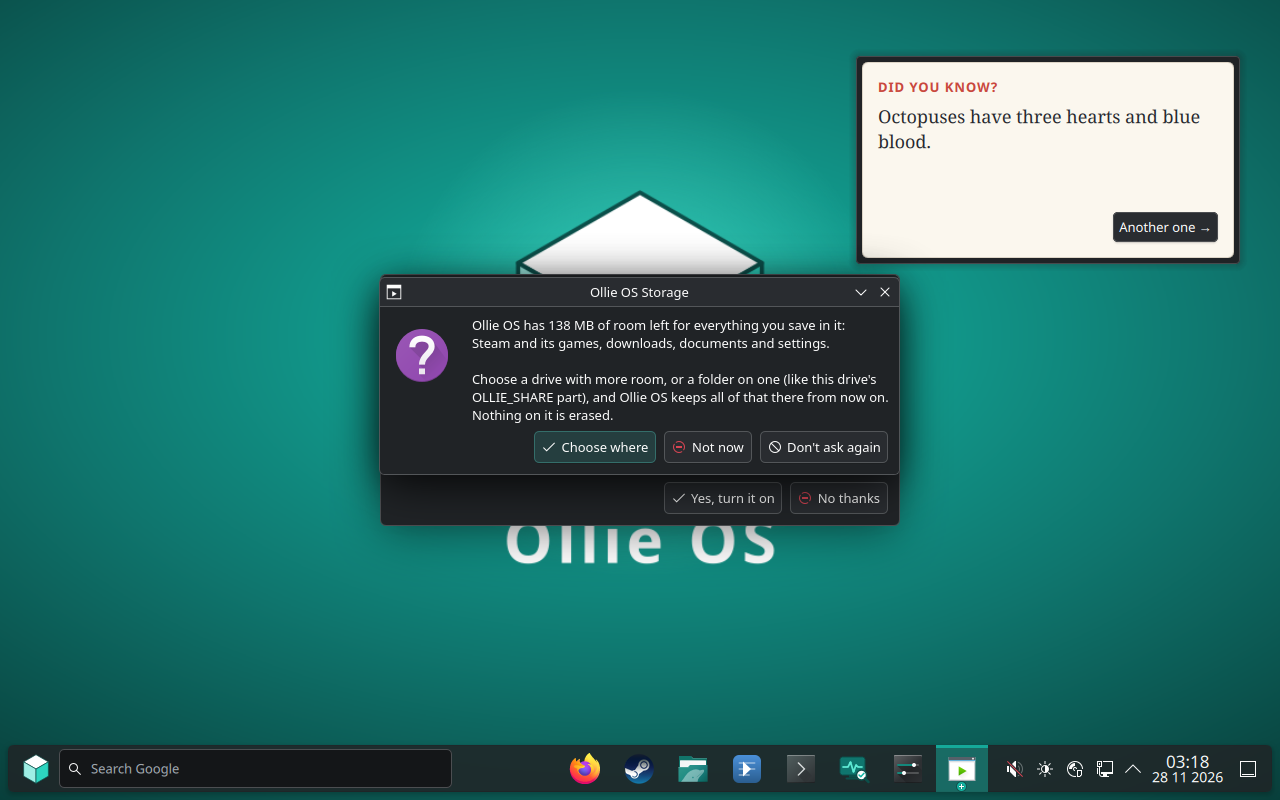 DID YOU KNOW?
Octopuses have three hearts and blue
blood.
Another one →
Ollie OS Storage
Ollie OS has 138 MB of room left for everything you save in it:
Steam and its games, downloads, documents and settings.
Choose a drive with more room, or a folder on one (like this drive's
OLLIE_SHARE part), and Ollie OS keeps all of that there from now on.
Nothing on it is erased.
Choose where
Not now
Don't ask again
Yes, turn it on
No thanks
Ollie OS
Search Google
03:18
28 11 2026